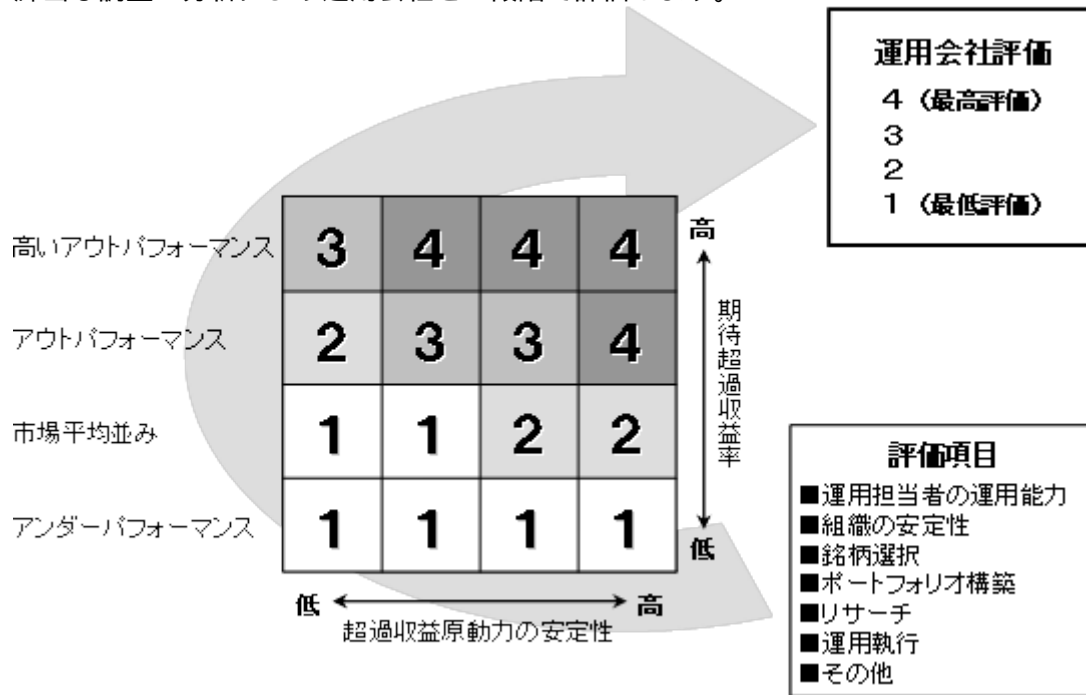 運用会社評価
4 (最高評価)
3
2
1 (最低評価)
高いアウトパフォーマンス 3 4 4 4
アウトパフォーマンス 2 3 3 4
市場平均並み 1 1 2 2
アンダーパフォーマンス 1 1 1 1
高
期待超過収益率
低
低 高
超過収益原動力の安定性
評価項目
■運用担当者の運用能力
■組織の安定性
■銘柄選択
■ポートフォリオ構築
■リサーチ
■運用執行
■その他